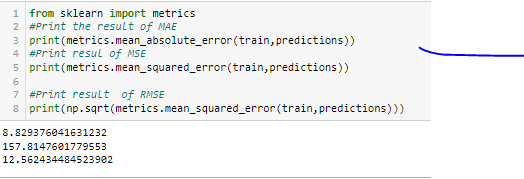 1 from sklearn import metrics
2 #Print the result of MAE
3 print(metrics.mean_absolute_error(train,predictions))
4 #Print resul of MSE
5 print(metrics.mean_squared_error(train,predictions))
6
7 #Print result  of RMSE
8 print(np.sqrt(metrics.mean_squared_error(train,predictions)))
8.829376041631232
157.8147601779553
12.562434484523902